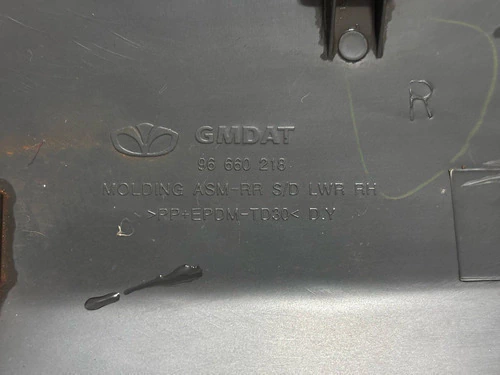 R
GMDAT
96 660 218
MOLDING ASM-RR S/D LWR RH
>PP+EPDM-TD30< D.Y